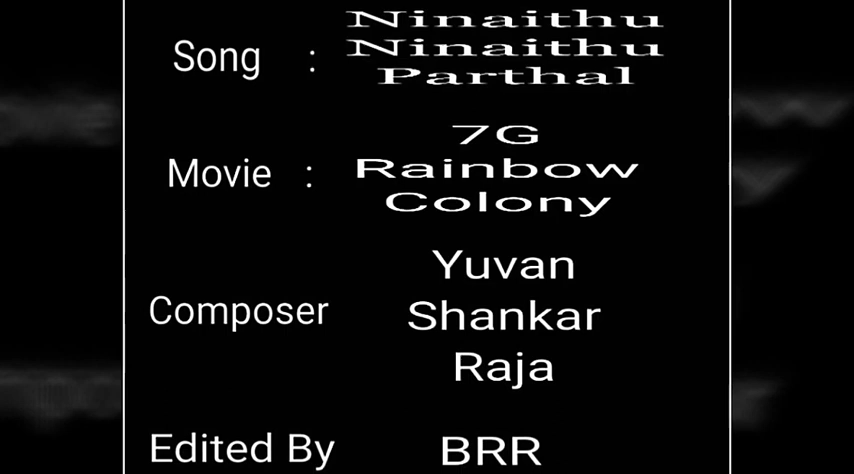 Song : Ninaithu
Ninaithu
Parthal
Movie : 7G
Rainbow
Colony
Composer Yuvan
Shankar
Raja
Edited By BRR